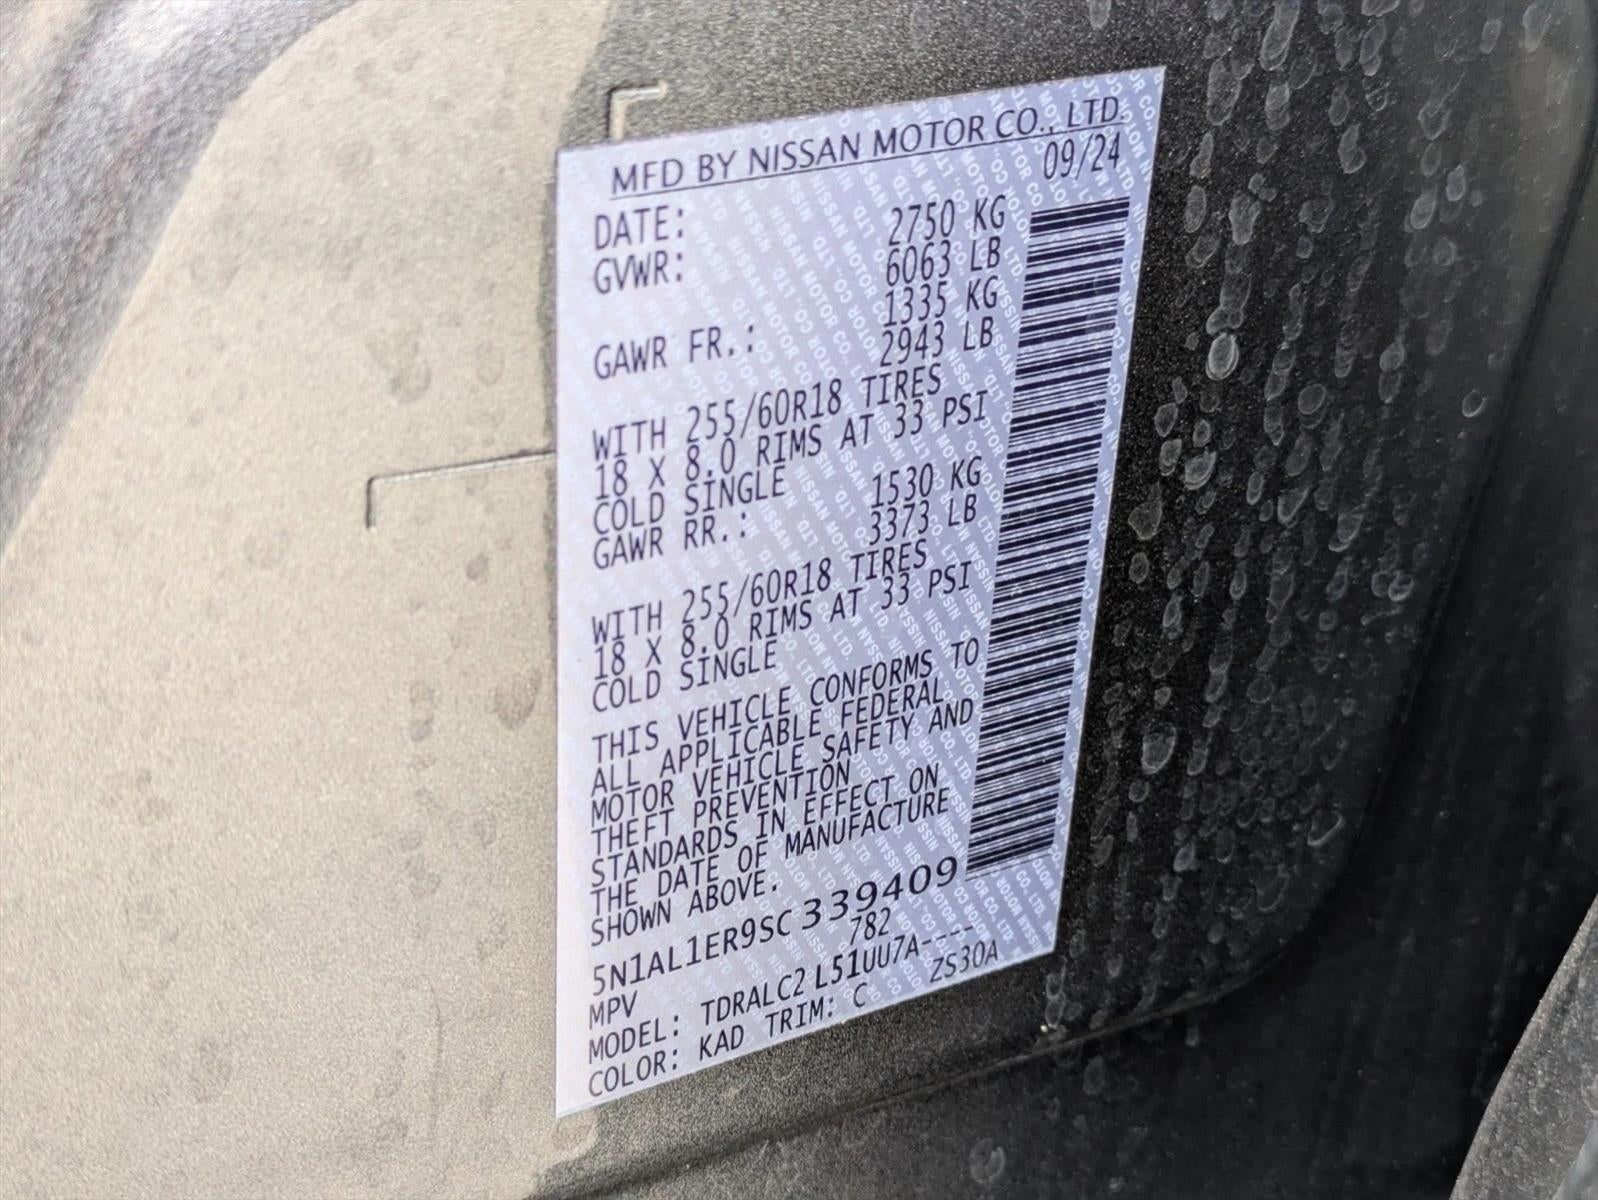 MFD BY NISSAN MOTOR CO., LTD.
DATE: 09/24
GVWR: 2750 KG
6063 LB
GAWR FR.: 1335 KG
2943 LB
WITH 255/60R18 TIRES
18 X 8.0 RIMS AT 33 PSI
COLD SINGLE
GAWR RR.: 1530 KG
3373 LB
WITH 255/60R18 TIRES
18 X 8.0 RIMS AT 33 PSI
COLD SINGLE
THIS VEHICLE CONFORMS TO
ALL APPLICABLE FEDERAL
MOTOR VEHICLE SAFETY AND
THEFT PREVENTION
STANDARDS IN EFFECT ON
THE DATE OF MANUFACTURE
SHOWN ABOVE.
5N1AL1ER9SC339409
MPV 782
MODEL: TDRALC2 L51UU7A----
COLOR: KAD TRIM: C ZS30A